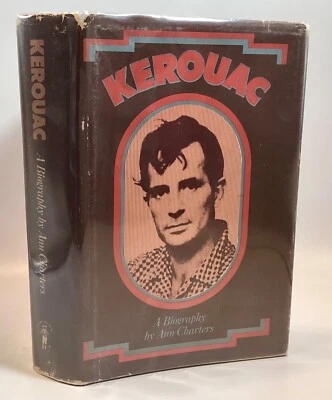 KEROUAC
A Biography by Ann Charters
KEROUAC
A Biography
by Ann Charters